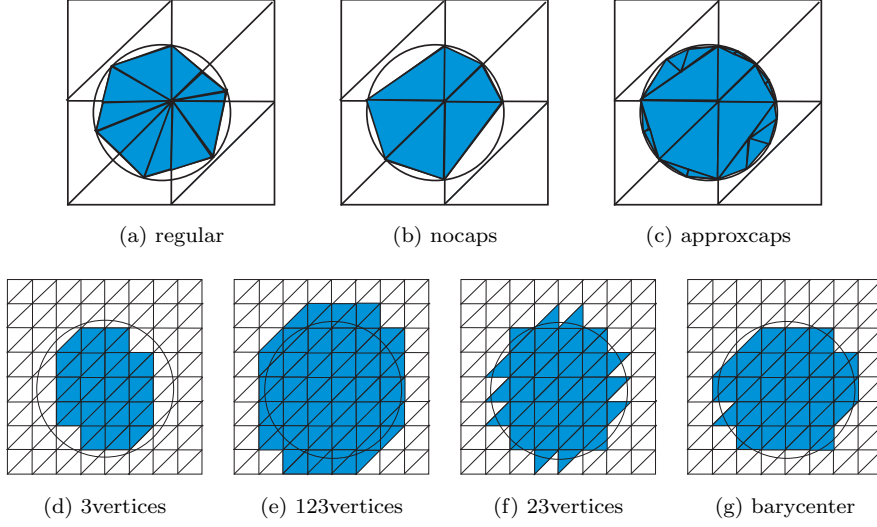 (a) regular
(b) nocaps
(c) approxcaps
(d) 3vertices
(e) 123vertices
(f) 23vertices
(g) barycenter